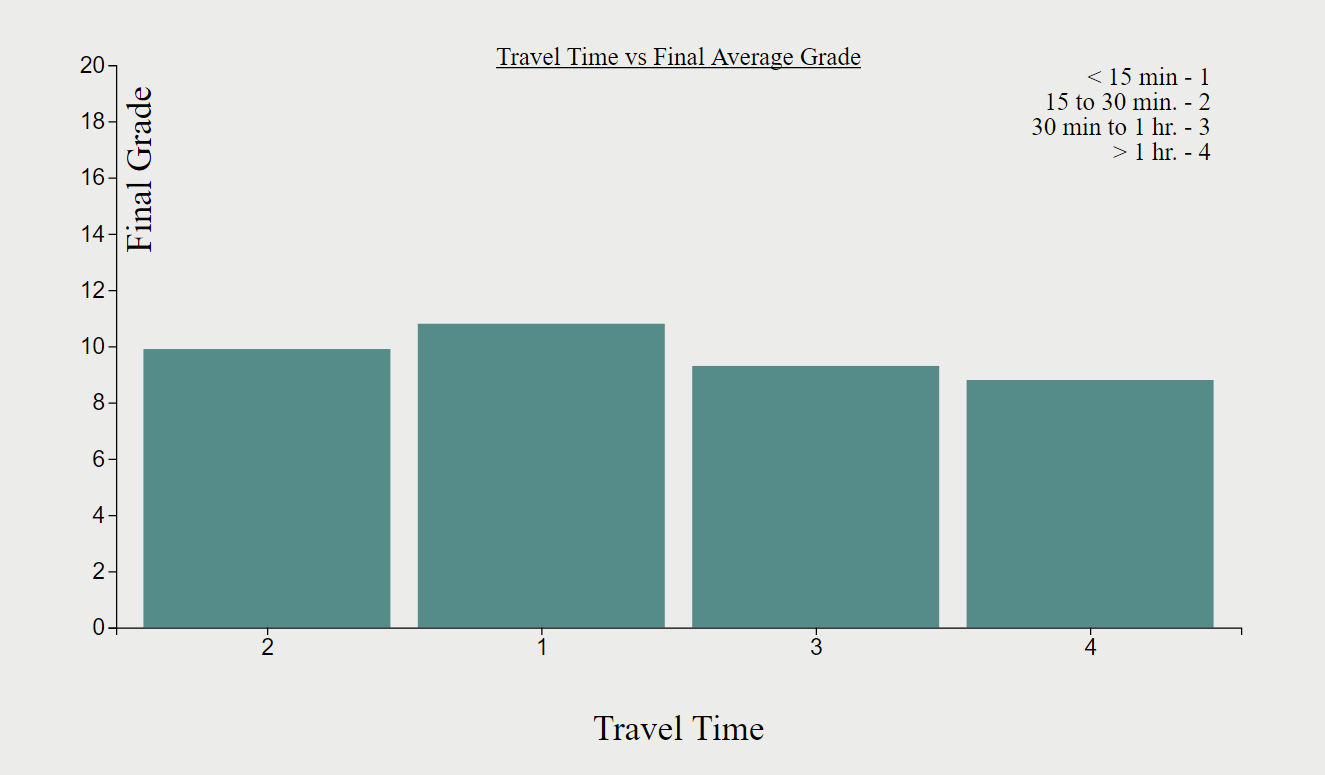 Travel Time vs Final Average Grade
< 15 min - 1
15 to 30 min. - 2
30 min to 1 hr. - 3
> 1 hr. - 4
Final Grade
20
18
16
14
12
10
8
6
4
2
0
2 1 3 4
Travel Time